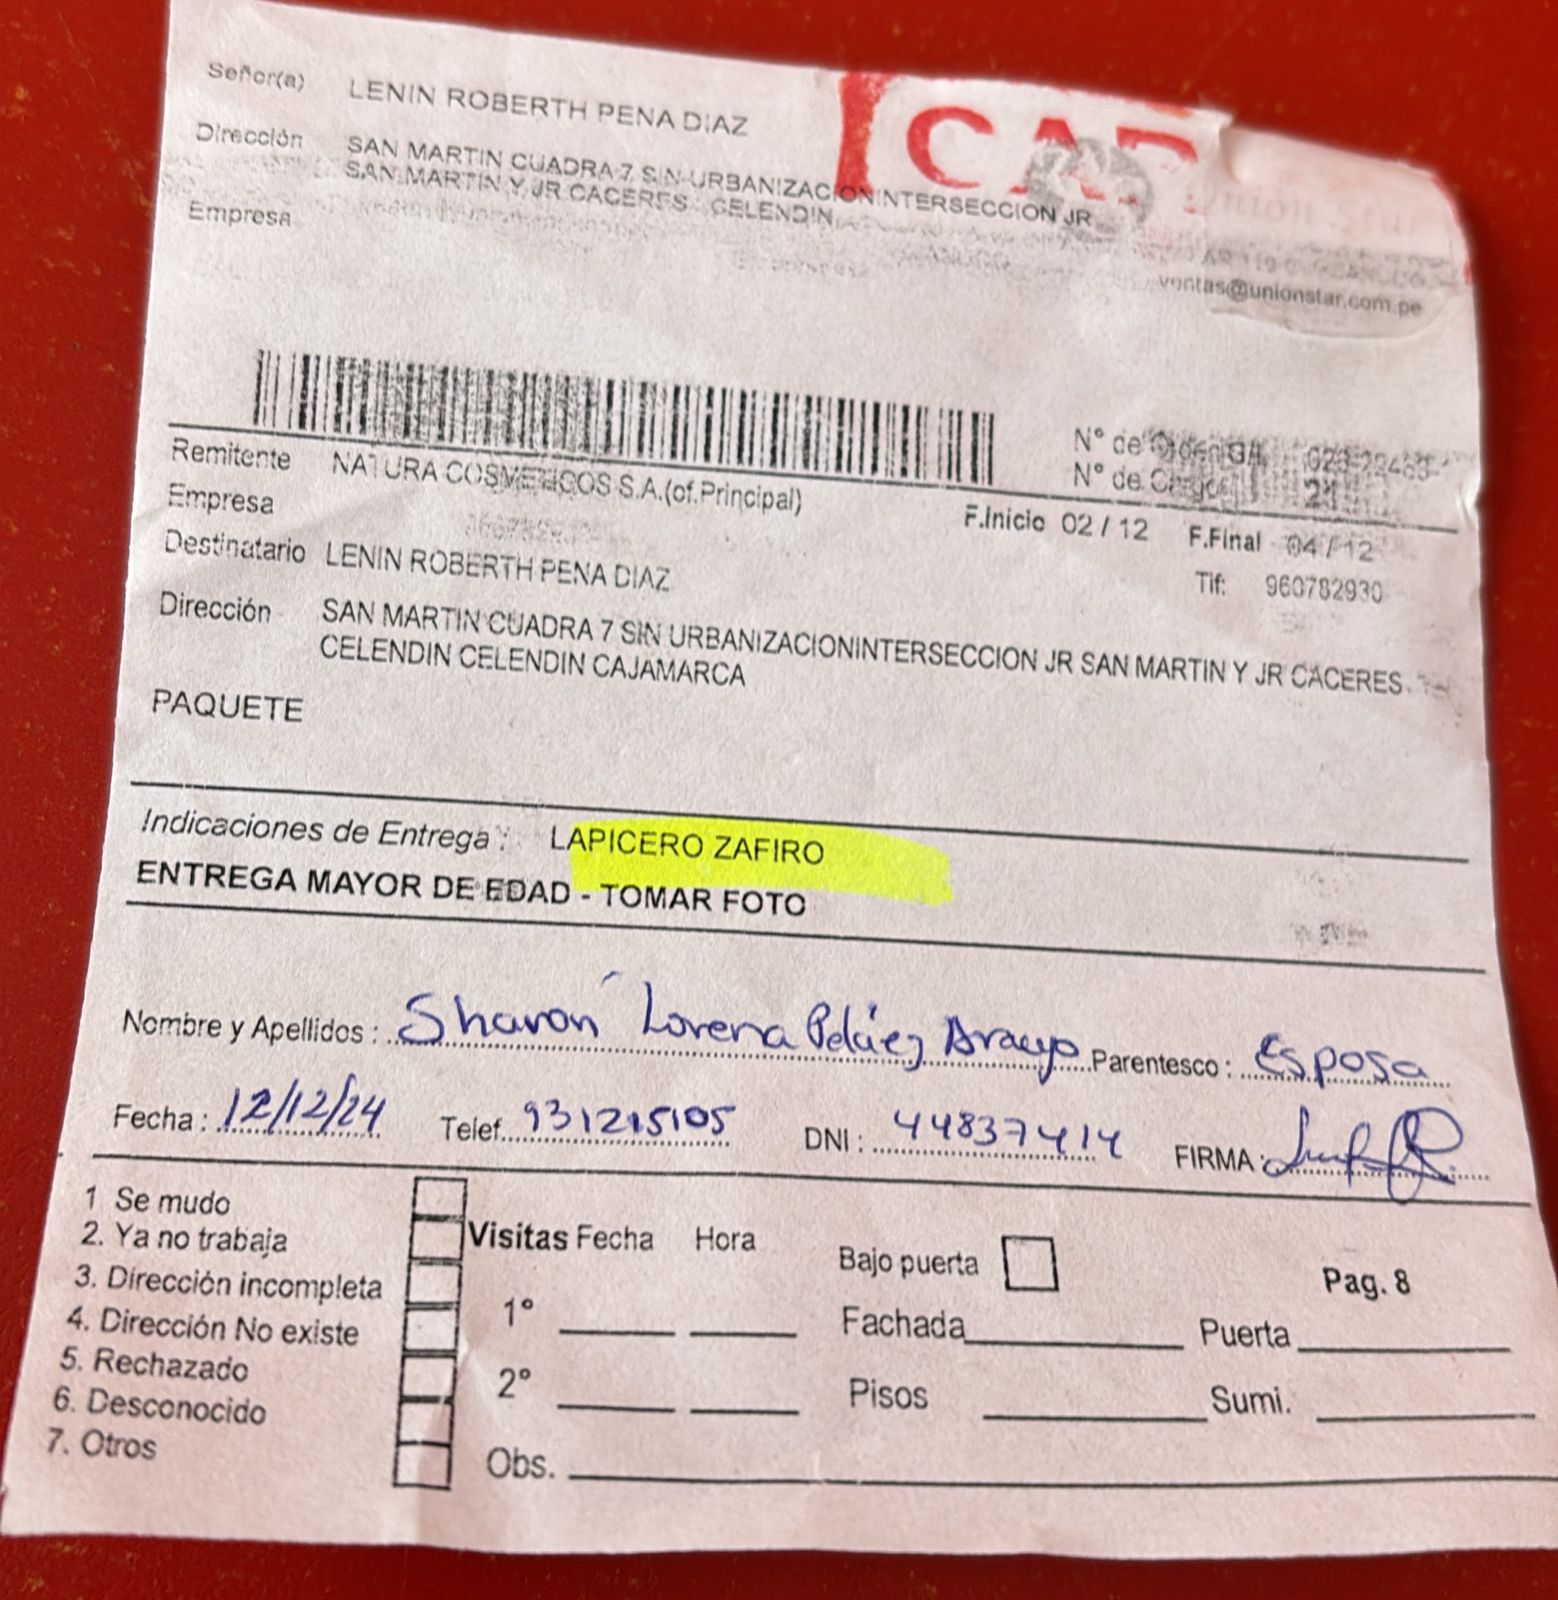 Señor(a) LENIN ROBERTH PENA DIAZ
Dirección SAN MARTIN CUADRA 7 SIN URBANIZACIONINTERSECCION JR
SAN MARTIN Y JR CACERES CELENDIN
Empresa
ventas@unionstar.com.pe
N° de
N° de
Remitente NATURA COSMETICOS S.A.(of.Principal)
Empresa F.Inicio 02 / 12 F.Final 04 / 12
Destinatario LENIN ROBERTH PENA DIAZ Tlf: 960782930
Dirección SAN MARTIN CUADRA 7 SIN URBANIZACIONINTERSECCION JR SAN MARTIN Y JR CACERES
CELENDIN CELENDIN CAJAMARCA
PAQUETE
Indicaciones de Entrega : LAPICERO ZAFIRO
ENTREGA MAYOR DE EDAD - TOMAR FOTO
Nombre y Apellidos : Sharon Lorena Peláez Araujo Parentesco : Esposa
Fecha : 12/12/24 Telef. 931215105 DNI : 44837414 FIRMA :
1 Se mudo
2. Ya no trabaja Visitas Fecha Hora Bajo puerta
3. Dirección incompleta Pag. 8
4. Dirección No existe 1° Fachada Puerta
5. Rechazado
6. Desconocido 2° Pisos Sumi.
7. Otros Obs.